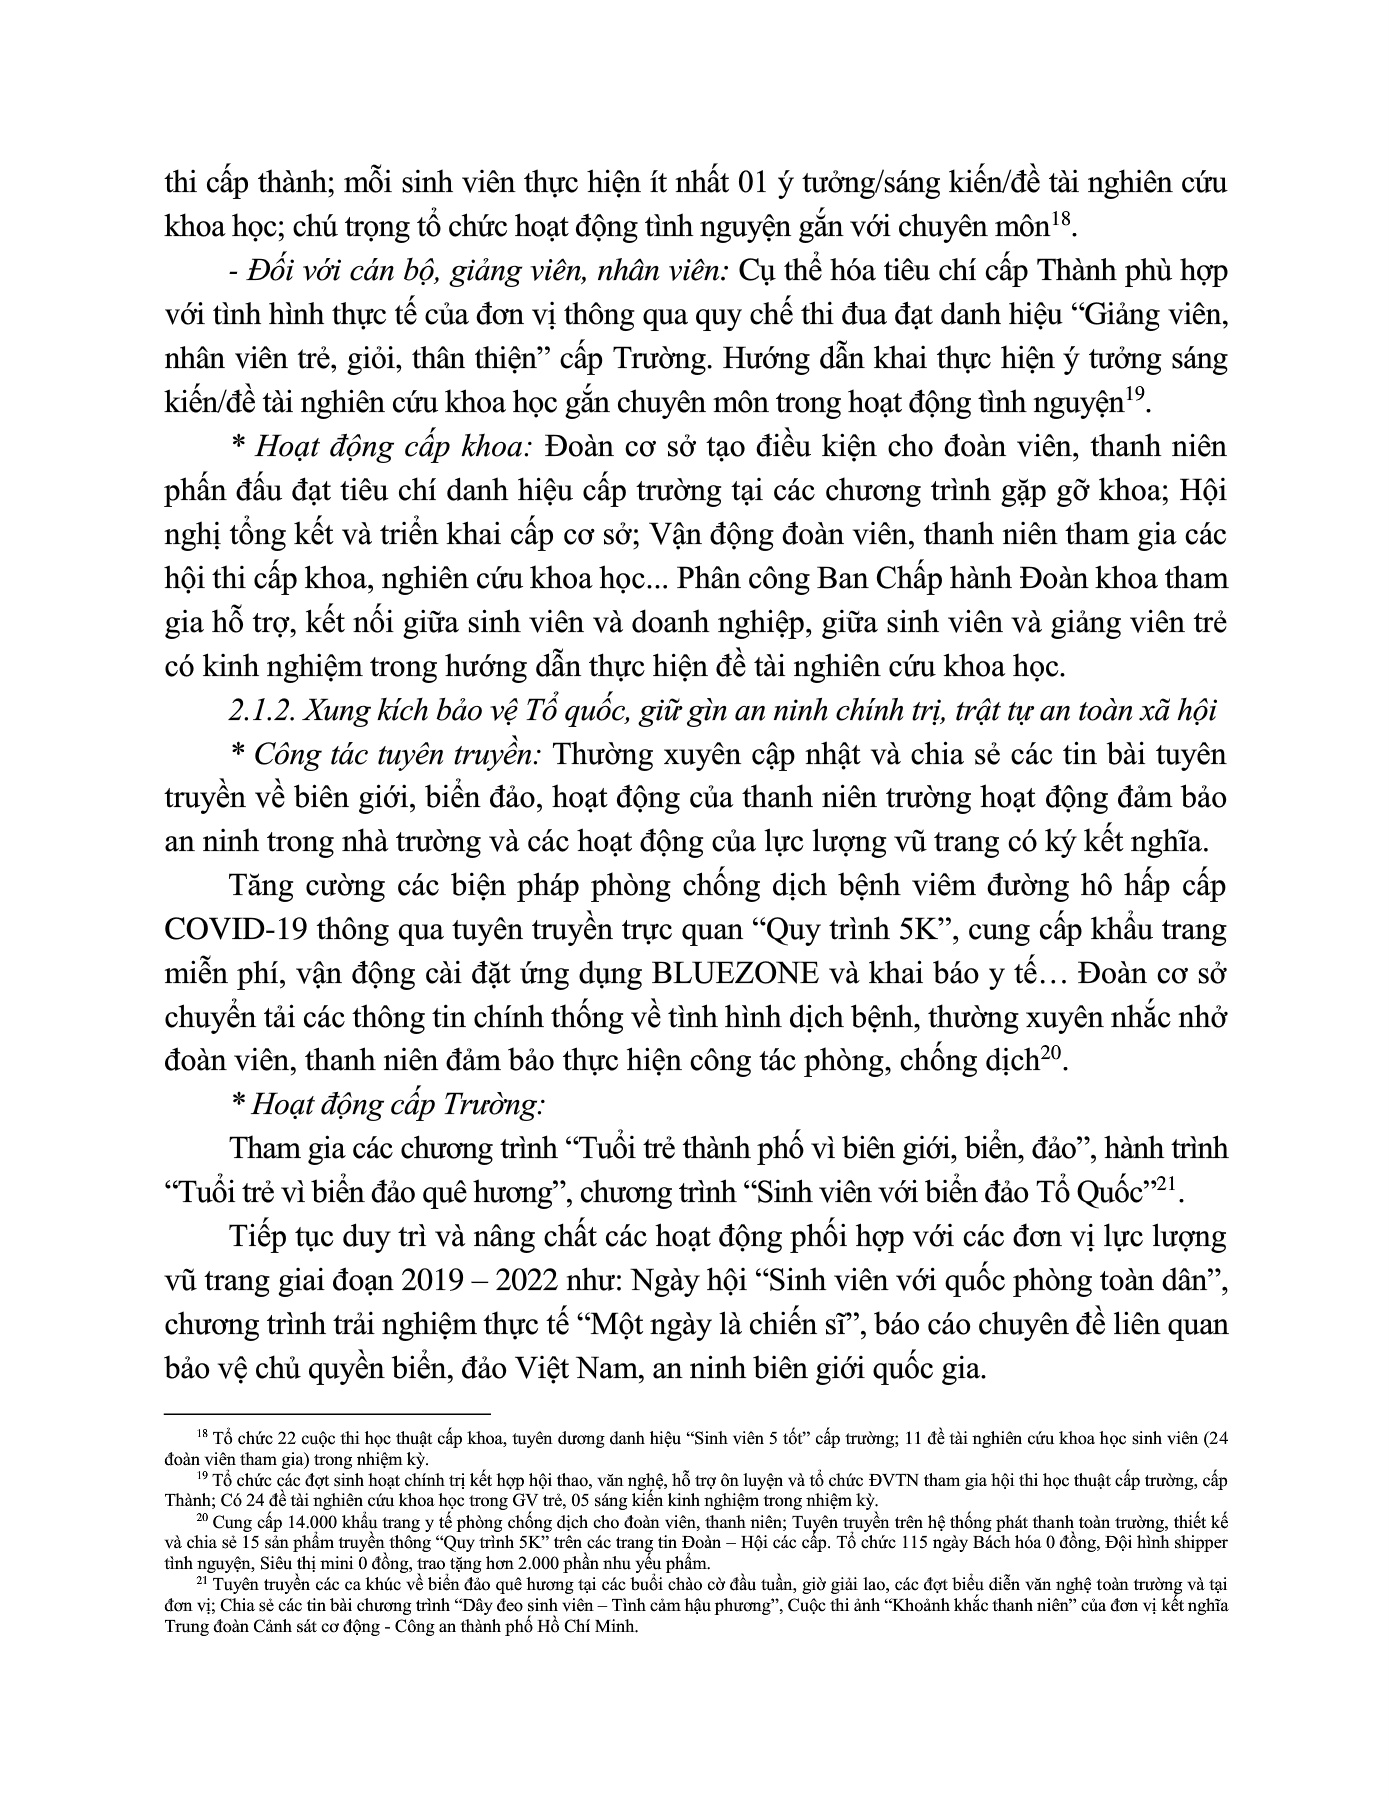 thi cấp thành; mỗi sinh viên thực hiện ít nhất 01 ý tưởng/sáng kiến/đề tài nghiên cứu
khoa học; chú trọng tổ chức hoạt động tình nguyện gắn với chuyên môn18.
- Đối với cán bộ, giảng viên, nhân viên: Cụ thể hóa tiêu chí cấp Thành phù hợp
với tình hình thực tế của đơn vị thông qua quy chế thi đua đạt danh hiệu “Giảng viên,
nhân viên trẻ, giỏi, thân thiện” cấp Trường. Hướng dẫn khai thực hiện ý tưởng sáng
kiến/đề tài nghiên cứu khoa học gắn chuyên môn trong hoạt động tình nguyện19.
* Hoạt động cấp khoa: Đoàn cơ sở tạo điều kiện cho đoàn viên, thanh niên
phấn đấu đạt tiêu chí danh hiệu cấp trường tại các chương trình gặp gỡ khoa; Hội
nghị tổng kết và triển khai cấp cơ sở; Vận động đoàn viên, thanh niên tham gia các
hội thi cấp khoa, nghiên cứu khoa học... Phân công Ban Chấp hành Đoàn khoa tham
gia hỗ trợ, kết nối giữa sinh viên và doanh nghiệp, giữa sinh viên và giảng viên trẻ
có kinh nghiệm trong hướng dẫn thực hiện đề tài nghiên cứu khoa học.
2.1.2. Xung kích bảo vệ Tổ quốc, giữ gìn an ninh chính trị, trật tự an toàn xã hội
* Công tác tuyên truyền: Thường xuyên cập nhật và chia sẻ các tin bài tuyên
truyền về biên giới, biển đảo, hoạt động của thanh niên trường hoạt động đảm bảo
an ninh trong nhà trường và các hoạt động của lực lượng vũ trang có ký kết nghĩa.
Tăng cường các biện pháp phòng chống dịch bệnh viêm đường hô hấp cấp
COVID-19 thông qua tuyên truyền trực quan “Quy trình 5K”, cung cấp khẩu trang
miễn phí, vận động cài đặt ứng dụng BLUEZONE và khai báo y tế… Đoàn cơ sở
chuyển tải các thông tin chính thống về tình hình dịch bệnh, thường xuyên nhắc nhở
đoàn viên, thanh niên đảm bảo thực hiện công tác phòng, chống dịch20.
* Hoạt động cấp Trường:
Tham gia các chương trình “Tuổi trẻ thành phố vì biên giới, biển, đảo”, hành trình
“Tuổi trẻ vì biển đảo quê hương”, chương trình “Sinh viên với biển đảo Tổ Quốc”21.
Tiếp tục duy trì và nâng chất các hoạt động phối hợp với các đơn vị lực lượng
vũ trang giai đoạn 2019 – 2022 như: Ngày hội “Sinh viên với quốc phòng toàn dân”,
chương trình trải nghiệm thực tế “Một ngày là chiến sĩ”, báo cáo chuyên đề liên quan
bảo vệ chủ quyền biển, đảo Việt Nam, an ninh biên giới quốc gia.
18 Tổ chức 22 cuộc thi học thuật cấp khoa, tuyên dương danh hiệu “Sinh viên 5 tốt” cấp trường; 11 đề tài nghiên cứu khoa học sinh viên (24
đoàn viên tham gia) trong nhiệm kỳ.
19 Tổ chức các đợt sinh hoạt chính trị kết hợp hội thao, văn nghệ, hỗ trợ ôn luyện và tổ chức ĐVTN tham gia hội thi học thuật cấp trường, cấp
Thành; Có 24 đề tài nghiên cứu khoa học trong GV trẻ, 05 sáng kiến kinh nghiệm trong nhiệm kỳ.
20 Cung cấp 14.000 khẩu trang y tế phòng chống dịch cho đoàn viên, thanh niên; Tuyên truyền trên hệ thống phát thanh toàn trường, thiết kế
và chia sẻ 15 sản phẩm truyền thông “Quy trình 5K” trên các trang tin Đoàn – Hội các cấp. Tổ chức 115 ngày Bách hóa 0 đồng, Đội hình shipper
tình nguyện, Siêu thị mini 0 đồng, trao tặng hơn 2.000 phần nhu yếu phẩm.
21 Tuyên truyền các ca khúc về biển đảo quê hương tại các buổi chào cờ đầu tuần, giờ giải lao, các đợt biểu diễn văn nghệ toàn trường và tại
đơn vị; Chia sẻ các tin bài chương trình “Dây đeo sinh viên – Tình cảm hậu phương”, Cuộc thi ảnh “Khoảnh khắc thanh niên” của đơn vị kết nghĩa
Trung đoàn Cảnh sát cơ động - Công an thành phố Hồ Chí Minh.